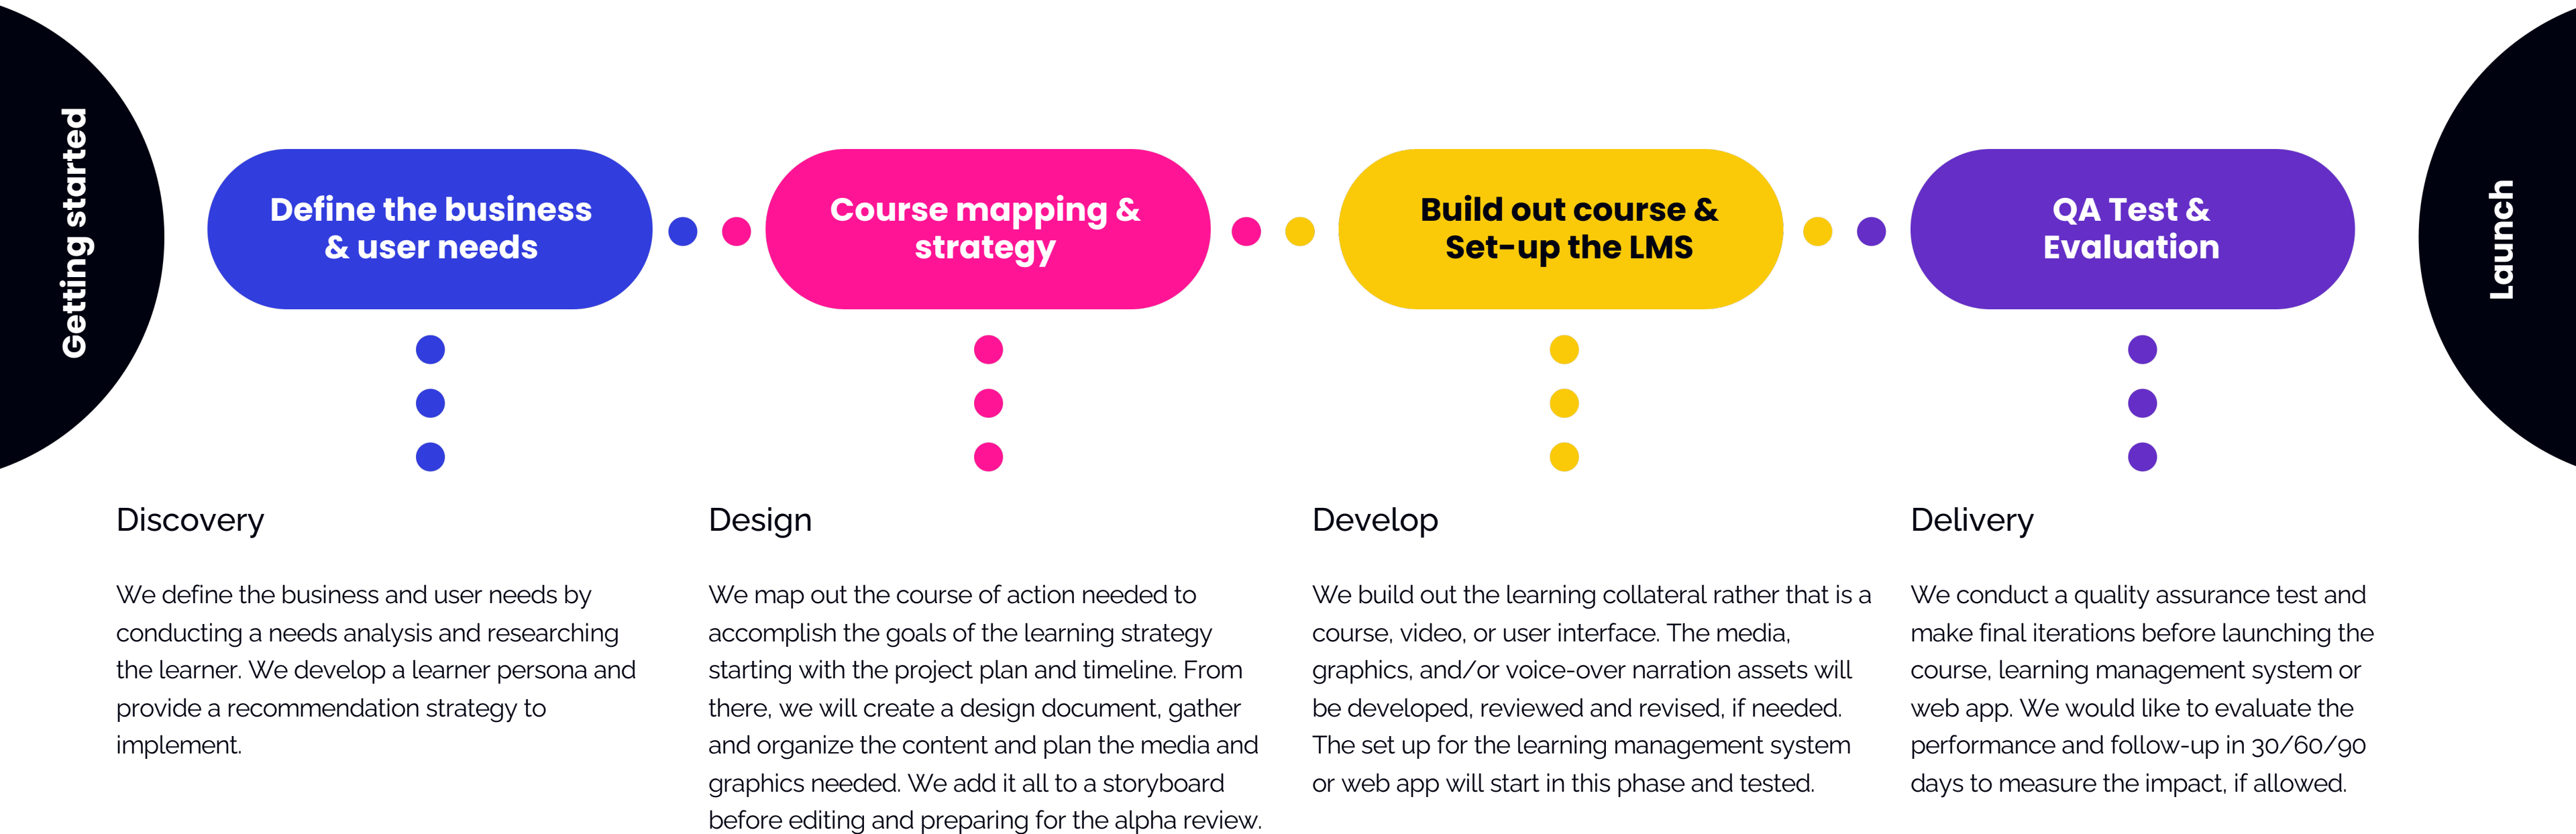 Getting started
Define the business
& user needs
Course mapping &
strategy
Build out course &
Set-up the LMS
QA Test &
Evaluation
Launch
Discovery
We define the business and user needs by
conducting a needs analysis and researching
the learner. We develop a learner persona and
provide a recommendation strategy to
implement.
Design
We map out the course of action needed to
accomplish the goals of the learning strategy
starting with the project plan and timeline. From
there, we will create a design document, gather
and organize the content and plan the media and
graphics needed. We add it all to a storyboard
before editing and preparing for the alpha review.
Develop
We build out the learning collateral rather that is a
course, video, or user interface. The media,
graphics, and/or voice-over narration assets will
be developed, reviewed and revised, if needed.
The set up for the learning management system
or web app will start in this phase and tested.
Delivery
We conduct a quality assurance test and
make final iterations before launching the
course, learning management system or
web app. We would like to evaluate the
performance and follow-up in 30/60/90
days to measure the impact, if allowed.